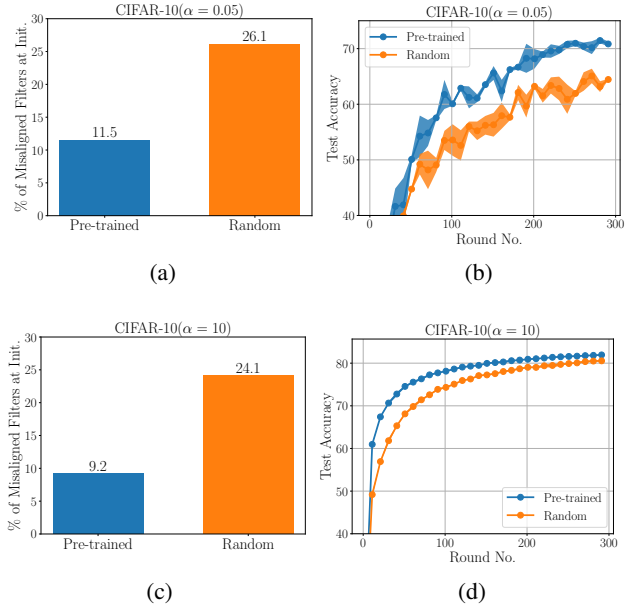 CIFAR-10(α = 0.05)
% of Misaligned Filters at Init.
30
25
20
15
10
5
0
11.5
26.1
Pre-trained
Random
(a)
CIFAR-10(α = 0.05)
Test Accuracy
70
60
50
40
Pre-trained
Random
0
100
200
300
Round No.
(b)
CIFAR-10(α = 10)
% of Misaligned Filters at Init.
30
25
20
15
10
5
0
9.2
24.1
Pre-trained
Random
(c)
CIFAR-10(α = 10)
Test Accuracy
80
70
60
50
40
Pre-trained
Random
0
100
200
300
Round No.
(d)